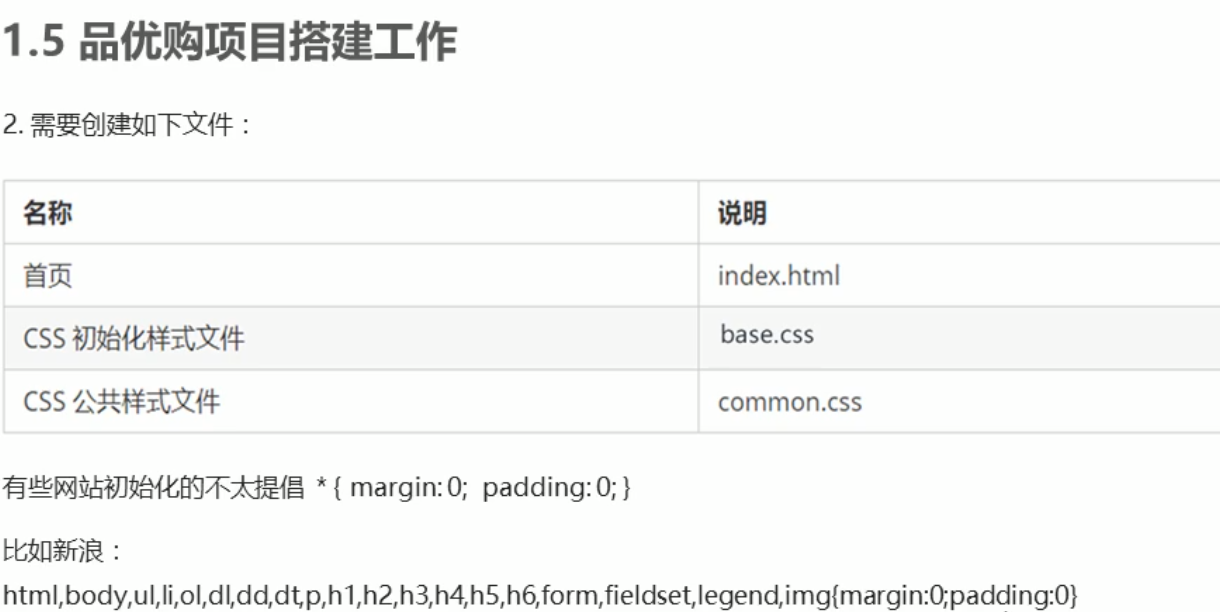 1.5 品优购项目搭建工作
2. 需要创建如下文件：
名称 说明
首页 index.html
CSS 初始化样式文件 base.css
CSS 公共样式文件 common.css
有些网站初始化的不太提倡 * { margin: 0; padding: 0; }
比如新浪：
html,body,ul,li,ol,dl,dd,dt,p,h1,h2,h3,h4,h5,h6,form,fieldset,legend,img{margin:0;padding:0}